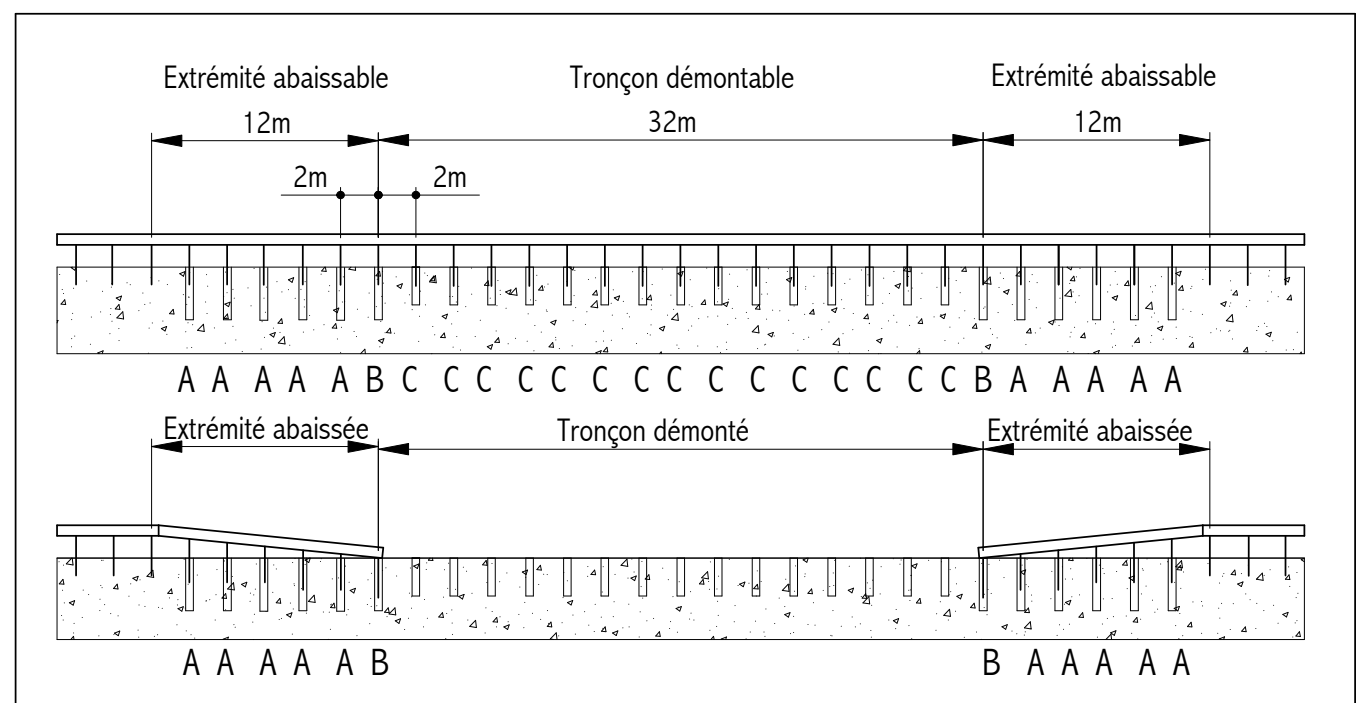 Extrémité abaissable Tronçon démontable Extrémité abaissable
12m 32m 12m
2m 2m
A A A A A B C C C C C C C C C C C C C C C B A A A A A
Extrémité abaissée Tronçon démonté Extrémité abaissée
A A A A A B B A A A A A